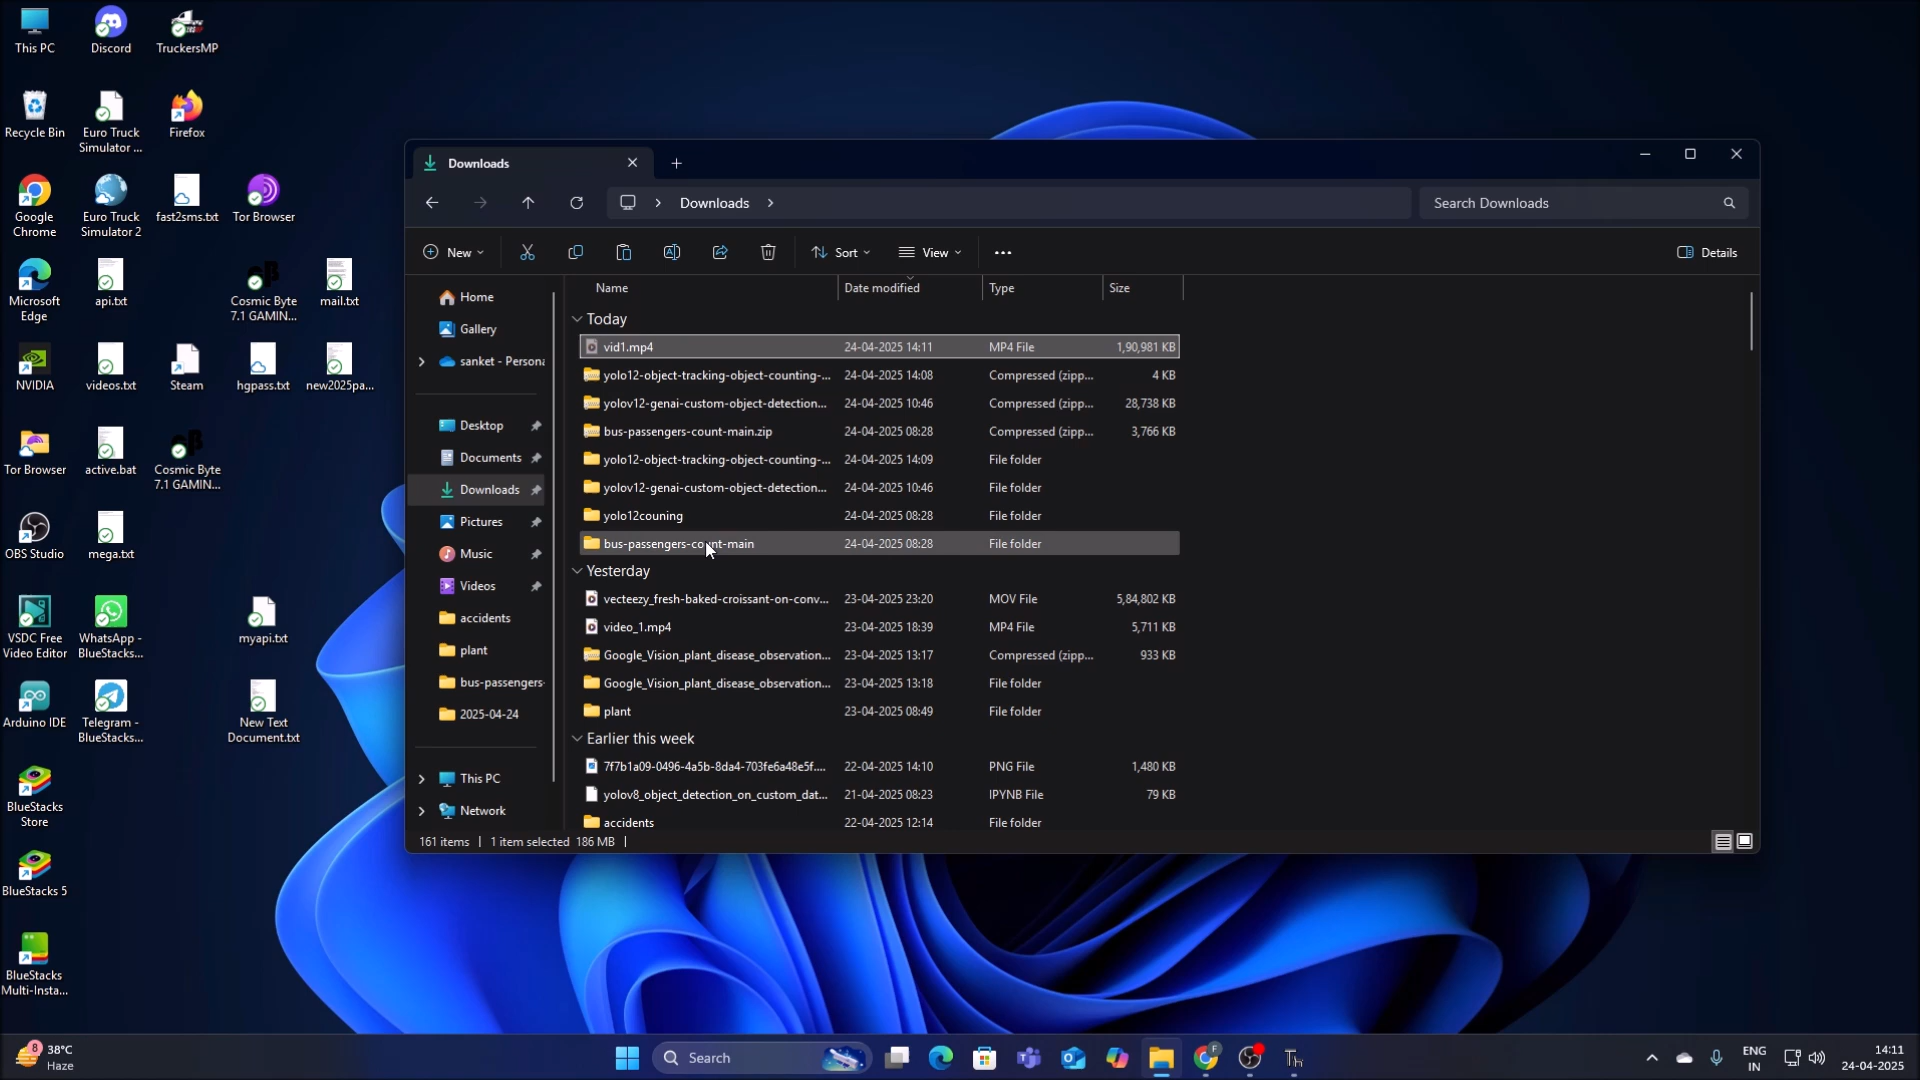 This PC
Discord
TruckersMP
Recycle Bin
Euro Truck
Simulator ...
Firefox
Google
Chrome
Euro Truck
Simulator 2
fast2sms.txt
Tor Browser
Microsoft
Edge
api.txt
Cosmic Byte
7.1 GAMIN...
mail.txt
NVIDIA
videos.txt
Steam
hgpass.txt
new2025pa...
Tor Browser
active.bat
Cosmic Byte
7.1 GAMIN...
OBS Studio
mega.txt
VSDC Free
Video Editor
WhatsApp -
BlueStacks...
myapi.txt
Arduino IDE
Telegram -
BlueStacks...
New Text
Document.txt
BlueStacks
Store
BlueStacks 5
BlueStacks
Multi-Insta...
Downloads
Downloads
Search Downloads
New
Sort
View
Details
Home
Gallery
sanket - Persona
Desktop
Documents
Downloads
Pictures
Music
Videos
accidents
plant
bus-passengers-
2025-04-24
This PC
Network
Name Date modified Type Size
Today
vid1.mp4 24-04-2025 14:11 MP4 File 1,90,981 KB
yolo12-object-tracking-object-counting-... 24-04-2025 14:08 Compressed (zipp... 4 KB
yolov12-genai-custom-object-detection... 24-04-2025 10:46 Compressed (zipp... 28,738 KB
bus-passengers-count-main.zip 24-04-2025 08:28 Compressed (zipp... 3,766 KB
yolo12-object-tracking-object-counting-... 24-04-2025 14:09 File folder
yolov12-genai-custom-object-detection... 24-04-2025 10:46 File folder
yolo12couning 24-04-2025 08:28 File folder
bus-passengers-count-main 24-04-2025 08:28 File folder
Yesterday
vecteezy_fresh-baked-croissant-on-conv... 23-04-2025 23:20 MOV File 5,84,802 KB
video_1.mp4 23-04-2025 18:39 MP4 File 5,711 KB
Google_Vision_plant_disease_observation... 23-04-2025 13:17 Compressed (zipp... 933 KB
Google_Vision_plant_disease_observation... 23-04-2025 13:18 File folder
plant 23-04-2025 08:49 File folder
Earlier this week
7f7b1a09-0496-4a5b-8da4-703fe6a48e5f.... 22-04-2025 14:10 PNG File 1,480 KB
yolov8_object_detection_on_custom_dat... 21-04-2025 08:23 IPYNB File 79 KB
accidents 22-04-2025 12:14 File folder
161 items 1 item selected 186 MB
8
38°C
Haze
Search
F
ENG
IN
14:11
24-04-2025